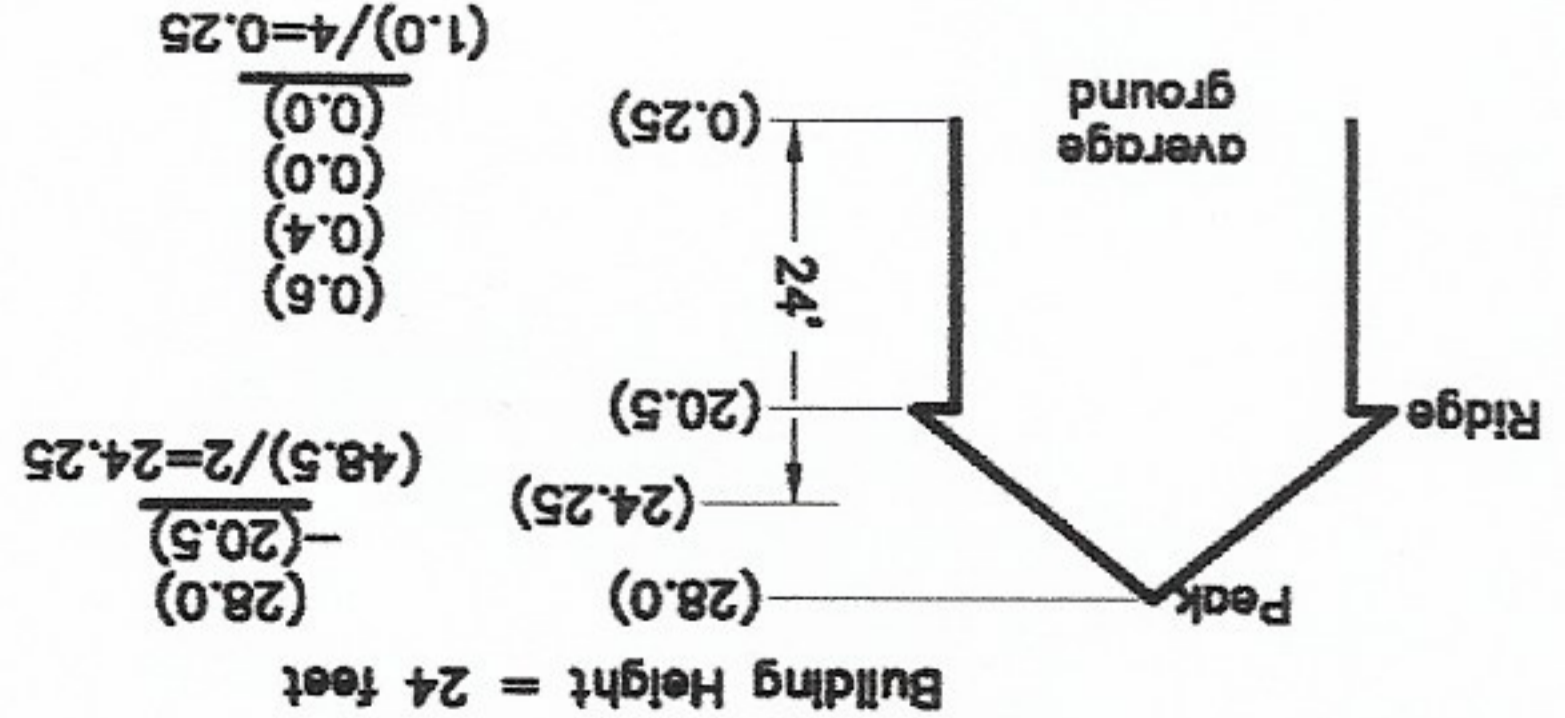 Building Height = 24 feet
Peak
(28.0)
(24.25)
Ridge
(20.5)
24'
average
ground
(0.25)
(28.0)
−(20.5)
(48.5)/2=24.25
(0.6)
(0.4)
(0.0)
(0.0)
(1.0)/4=0.25